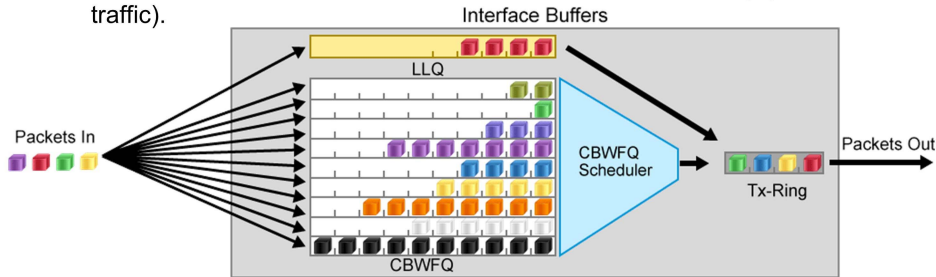 traffic).
Interface Buffers
LLQ
Packets In
CBWFQ
Scheduler
Packets Out
Tx-Ring
CBWFQ